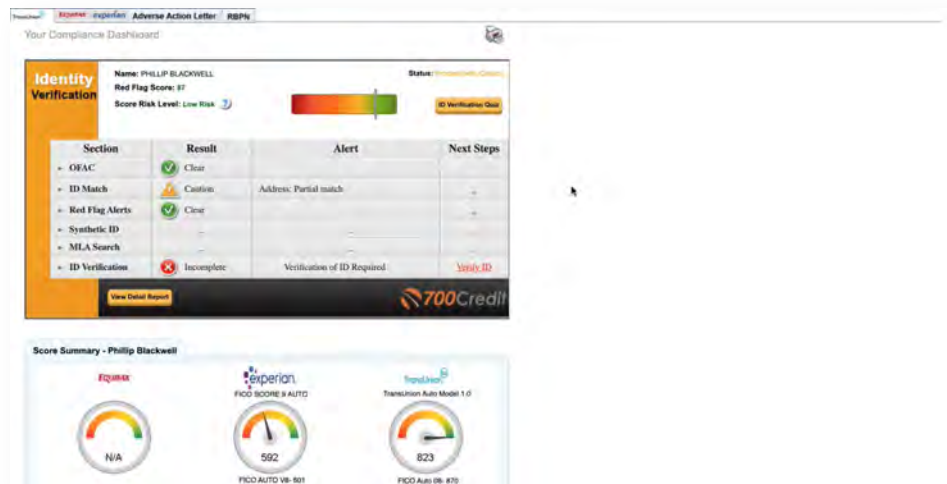 TransUnion EQUIFAX experian Adverse Action Letter RBPN
Your Compliance Dashboard
Identity
Verification
Name: PHILLIP BLACKWELL
Red Flag Score: 87
Score Risk Level: Low Risk ?
Status:
ID Verification Quiz
Section Result Alert Next Steps
OFAC Clear
ID Match Caution Address: Partial match --
Red Flag Alerts Clear --
Synthetic ID -- --
MLA Search -- --
ID Verification Incomplete Verification of ID Required Verify ID
View Detail Report
700Credit
Score Summary - Phillip Blackwell
EQUIFAX experian. TransUnion
FICO SCORE 9 AUTO TransUnion Auto Model 1.0
N/A 592 823
FICO AUTO V8- 601 FICO Auto 08- 870